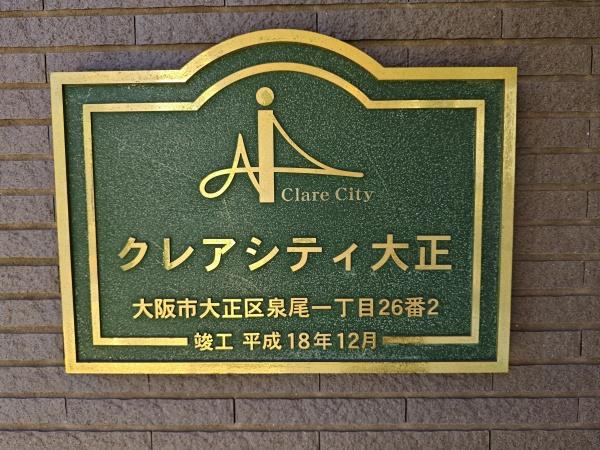 Clare City
クレアシティ大正
大阪市大正区泉尾一丁目26番2
竣工 平成18年12月